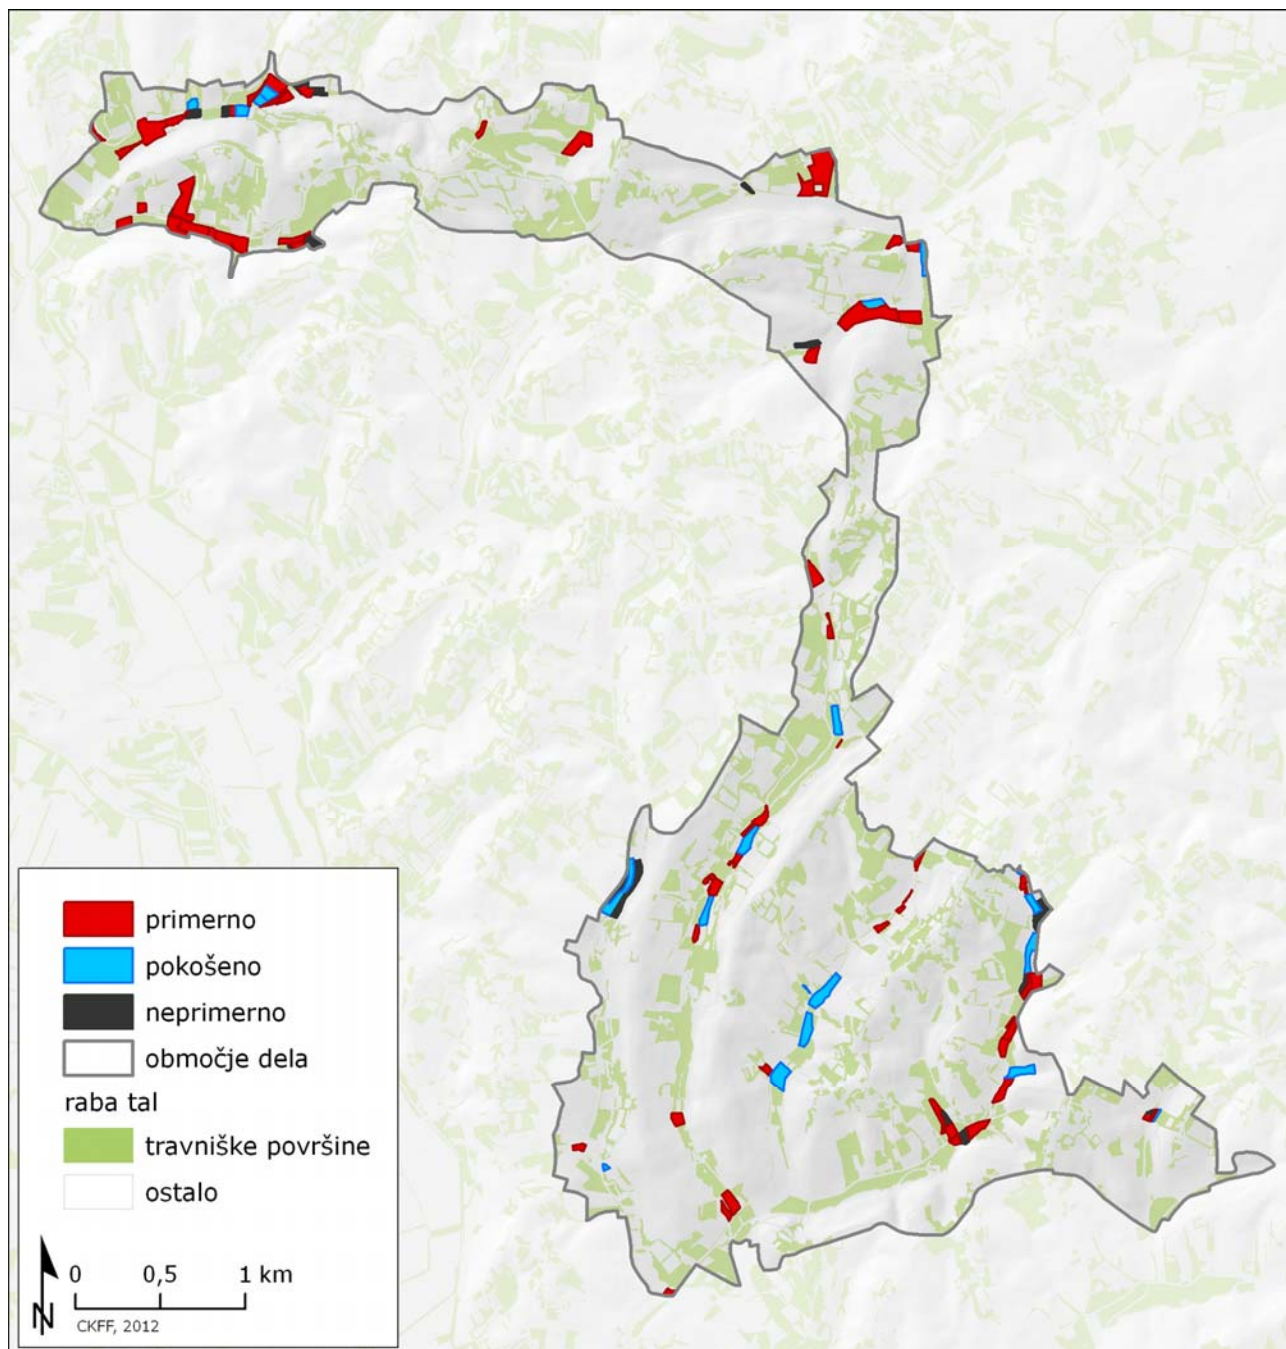 primerno
pokošeno
neprimerno
območje dela
raba tal
travniške površine
ostalo
0 0,5 1 km
N
CKFF, 2012